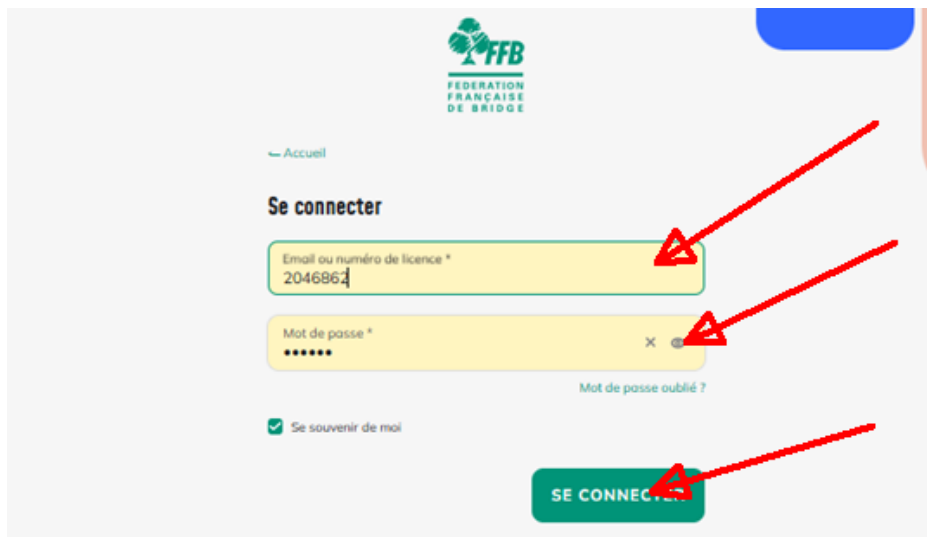 FFB
FEDERATION
FRANÇAISE
DE BRIDGE
Accueil
Se connecter
Email ou numéro de licence *
2046862
Mot de passe *
••••••
Mot de passe oublié ?
Se souvenir de moi
SE CONNECTER